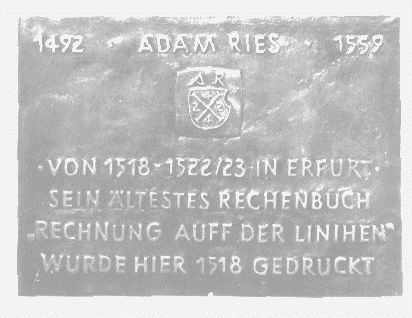 1492 · ADAM RIES · 1559
A R
· VON 1518 - 1522/23 · IN ERFURT ·
SEIN ÄLTESTES RECHENBUCH
„RECHNUNG AUFF DER LINIHEN“
WURDE HIER 1518 GEDRUCKT